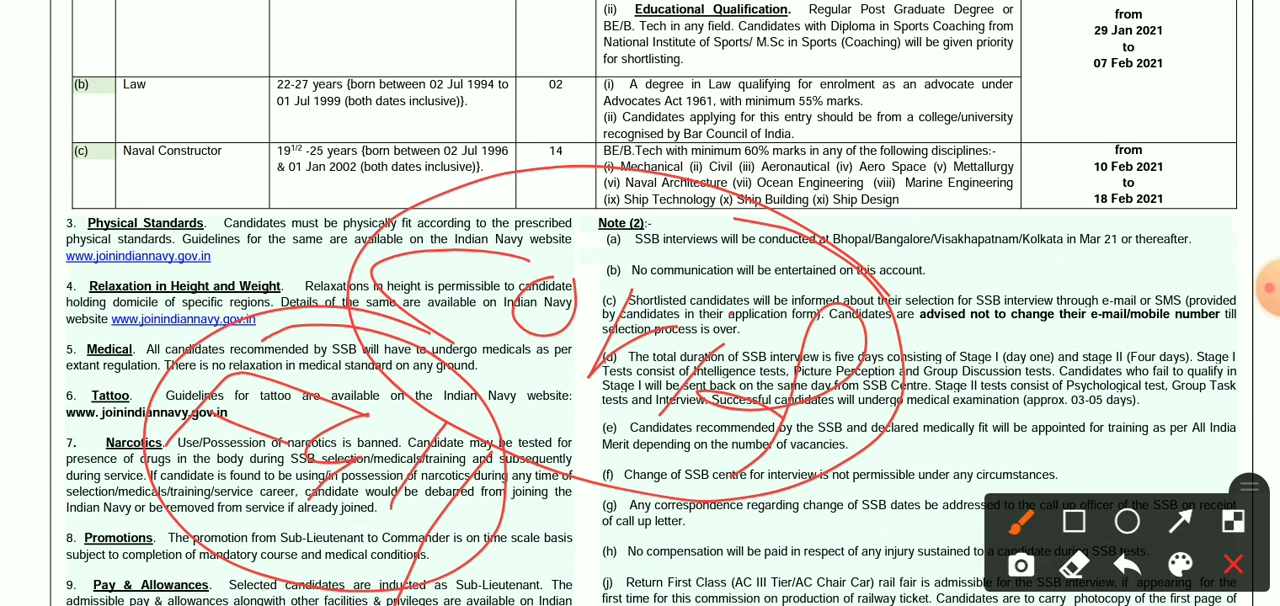 (ii) Educational Qualification. Regular Post Graduate Degree or
BE/B. Tech in any field. Candidates with Diploma in Sports Coaching from
National Institute of Sports/ M.Sc in Sports (Coaching) will be given priority
for shortlisting.
from
29 Jan 2021
to
07 Feb 2021
(b) Law 22-27 years {born between 02 Jul 1994 to
01 Jul 1999 (both dates inclusive)}.
02
(i) A degree in Law qualifying for enrolment as an advocate under
Advocates Act 1961, with minimum 55% marks.
(ii) Candidates applying for this entry should be from a college/university
recognised by Bar Council of India.
(c) Naval Constructor 19 1/2 -25 years {born between 02 Jul 1996
& 01 Jan 2002 (both dates inclusive)}.
14
BE/B.Tech with minimum 60% marks in any of the following disciplines:-
(i) Mechanical (ii) Civil (iii) Aeronautical (iv) Aero Space (v) Mettallurgy
(vi) Naval Architecture (vii) Ocean Engineering (viii) Marine Engineering
(ix) Ship Technology (x) Ship Building (xi) Ship Design
from
10 Feb 2021
to
18 Feb 2021
3. Physical Standards. Candidates must be physically fit according to the prescribed
physical standards. Guidelines for the same are available on the Indian Navy website
www.joinindiannavy.gov.in
4. Relaxation in Height and Weight. Relaxations in height is permissible to candidate
holding domicile of specific regions. Details of the same are available on Indian Navy
website www.joinindiannavy.gov.in
5. Medical. All candidates recommended by SSB will have to undergo medicals as per
extant regulation. There is no relaxation in medical standard on any ground.
6. Tattoo. Guidelines for tattoo are available on the Indian Navy website:
www. joinindiannavy.gov.in
7. Narcotics. Use/Possession of narcotics is banned. Candidate may be tested for
presence of drugs in the body during SSB selection/medicals/training and subsequently
during service. If candidate is found to be using/in possession of narcotics during any time of
selection/medicals/training/service career, candidate would be debarred from joining the
Indian Navy or be removed from service if already joined.
8. Promotions. The promotion from Sub-Lieutenant to Commander is on time scale basis
subject to completion of mandatory course and medical conditions.
9. Pay & Allowances. Selected candidates are inducted as Sub-Lieutenant. The
admissible pay & allowances alongwith other facilities & privileges are available on Indian
Note (2):-
(a) SSB interviews will be conducted at Bhopal/Bangalore/Visakhapatnam/Kolkata in Mar 21 or thereafter.
(b) No communication will be entertained on this account.
(c) Shortlisted candidates will be informed about their selection for SSB interview through e-mail or SMS (provided
by candidates in their application form). Candidates are advised not to change their e-mail/mobile number till
selection process is over.
(d) The total duration of SSB interview is five days consisting of Stage I (day one) and stage II (Four days). Stage I
Tests consist of Intelligence tests, Picture Perception and Group Discussion tests. Candidates who fail to qualify in
Stage I will be sent back on the same day from SSB Centre. Stage II tests consist of Psychological test, Group Task
tests and Interview. Successful candidates will undergo medical examination (approx. 03-05 days).
(e) Candidates recommended by the SSB and declared medically fit will be appointed for training as per All India
Merit depending on the number of vacancies.
(f) Change of SSB centre for interview is not permissible under any circumstances.
(g) Any correspondence regarding change of SSB dates be addressed to the call up officer of the SSB on receipt
of call up letter.
(h) No compensation will be paid in respect of any injury sustained to a candidate during SSB tests.
(j) Return First Class (AC III Tier/AC Chair Car) rail fair is admissible for the SSB interview, if appearing for the
first time for this commission on production of railway ticket. Candidates are to carry photocopy of the first page of